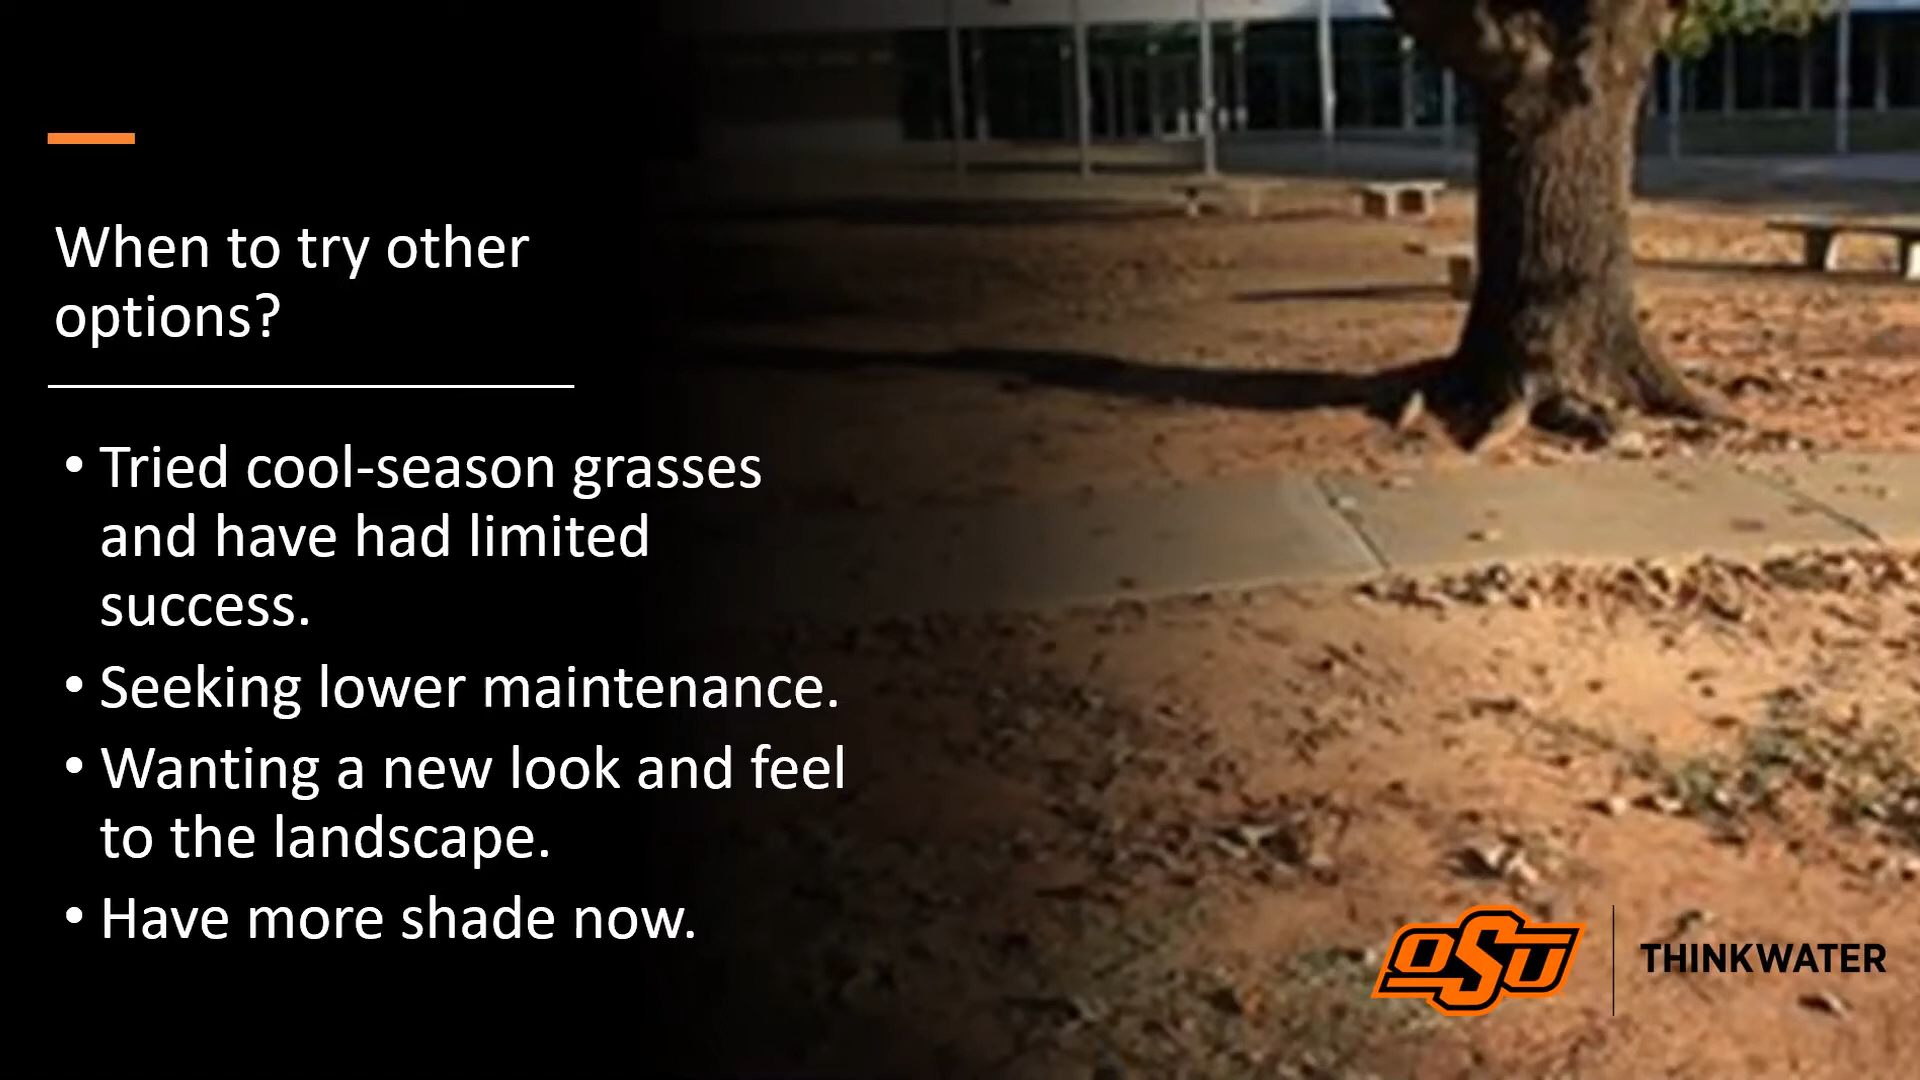 When to try other
options?
• Tried cool-season grasses
and have had limited
success.
• Seeking lower maintenance.
• Wanting a new look and feel
to the landscape.
• Have more shade now.
OSU
THINKWATER